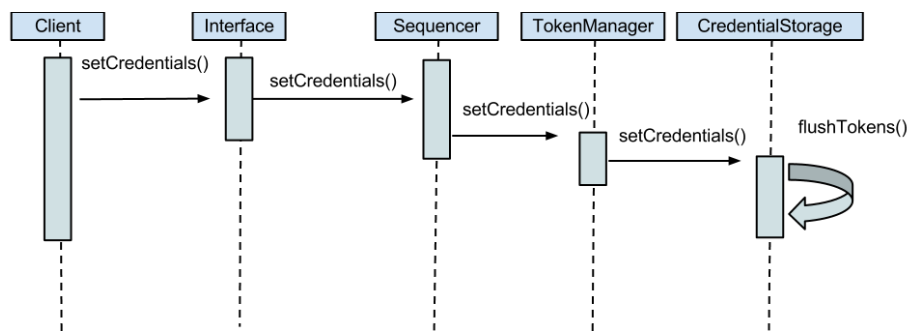 Client
Interface
Sequencer
TokenManager
CredentialStorage
setCredentials()
setCredentials()
setCredentials()
setCredentials()
flushTokens()